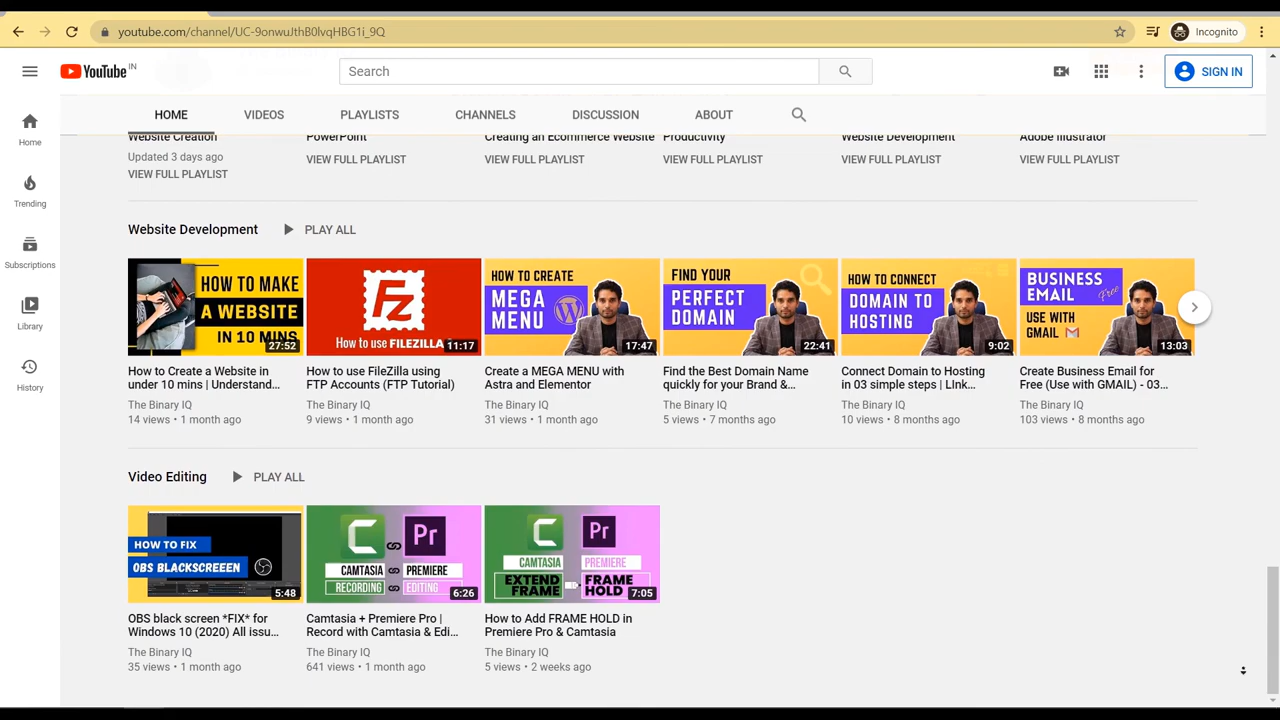 youtube.com/channel/UC-9onwuJthB0lvqHBG1i_9Q
Incognito
YouTube IN
Search
SIGN IN
HOME VIDEOS PLAYLISTS CHANNELS DISCUSSION ABOUT
Home
Trending
Subscriptions
Library
History
Website Creation PowerPoint Creating an Ecommerce Website Productivity Website Development Adobe Illustrator
Updated 3 days ago
VIEW FULL PLAYLIST VIEW FULL PLAYLIST VIEW FULL PLAYLIST VIEW FULL PLAYLIST VIEW FULL PLAYLIST
VIEW FULL PLAYLIST
Website Development PLAY ALL
HOW TO MAKE
A WEBSITE
IN 10 MINS
27:52
How to Create a Website in
under 10 mins | Understand...
The Binary IQ
14 views • 1 month ago
Fz
How to use FILEZILLA
11:17
How to use FileZilla using
FTP Accounts (FTP Tutorial)
The Binary IQ
9 views • 1 month ago
HOW TO CREATE
MEGA
MENU
17:47
Create a MEGA MENU with
Astra and Elementor
The Binary IQ
31 views • 1 month ago
FIND YOUR
PERFECT
DOMAIN
22:41
Find the Best Domain Name
quickly for your Brand &...
The Binary IQ
5 views • 7 months ago
HOW TO CONNECT
DOMAIN TO
HOSTING
9:02
Connect Domain to Hosting
in 03 simple steps | LInk...
The Binary IQ
10 views • 8 months ago
BUSINESS
EMAIL Free
USE WITH
GMAIL
13:03
Create Business Email for
Free (Use with GMAIL) - 03...
The Binary IQ
103 views • 8 months ago
Video Editing PLAY ALL
HOW TO FIX
OBS BLACKSCREEEN
5:48
OBS black screen *FIX* for
Windows 10 (2020) All issu...
The Binary IQ
35 views • 1 month ago
C Pr
CAMTASIA PREMIERE
RECORDING EDITING
6:26
Camtasia + Premiere Pro |
Record with Camtasia & Edi...
The Binary IQ
641 views • 1 month ago
C Pr
CAMTASIA PREMIERE
EXTEND FRAME
FRAME HOLD
7:05
How to Add FRAME HOLD in
Premiere Pro & Camtasia
The Binary IQ
5 views • 2 weeks ago